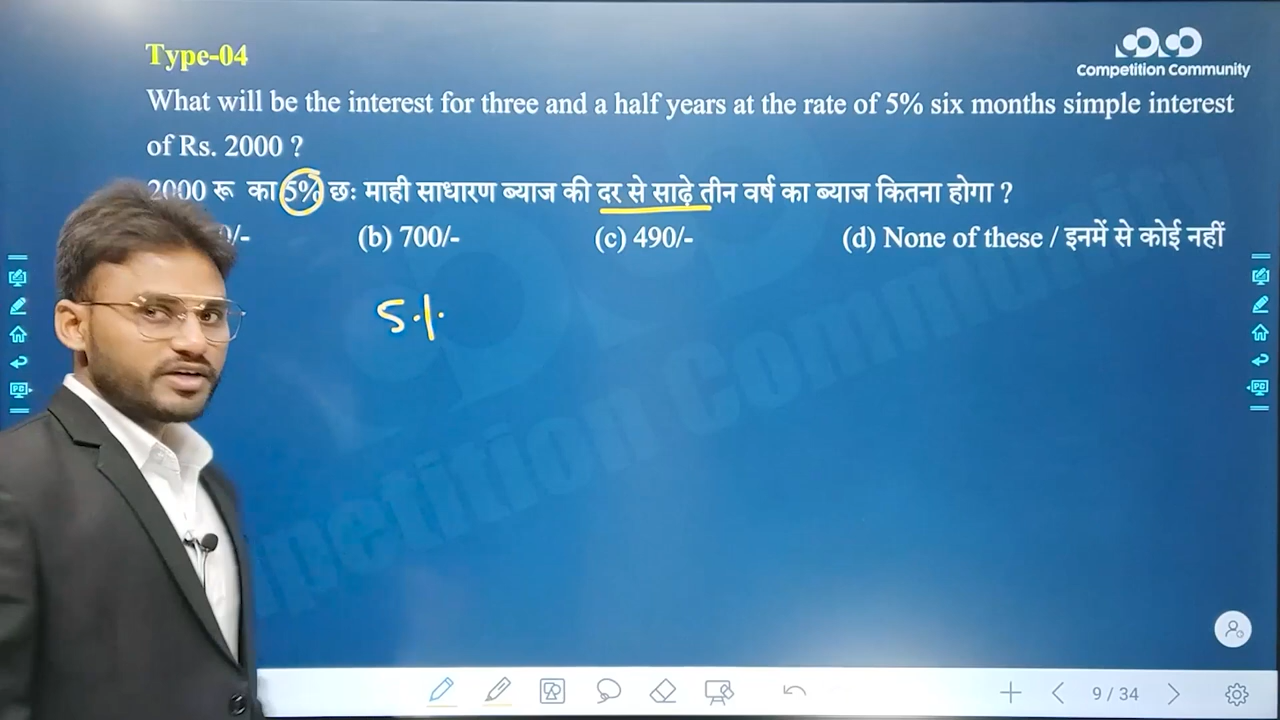 Type-04
Competition Community
What will be the interest for three and a half years at the rate of 5% six months simple interest
of Rs. 2000 ?
2000 रू का 5% छः माही साधारण ब्याज की दर से साढ़े तीन वर्ष का ब्याज कितना होगा ?
0/- (b) 700/- (c) 490/- (d) None of these / इनमें से कोई नहीं
5%
9 / 34